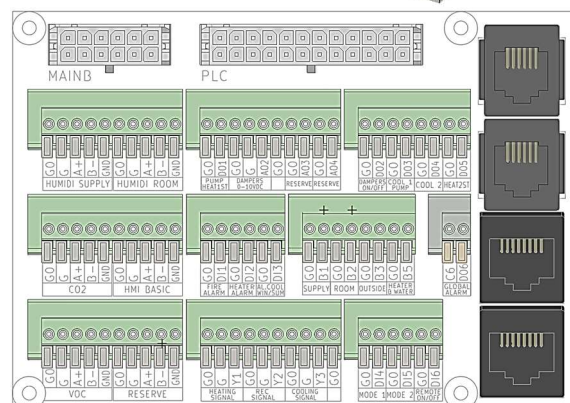 MAINB PLC
G0 G A+ B- GND G0 G A+ B- GND
HUMIDI SUPPLY HUMIDI ROOM
G0 DO1 G0 G AO2 G0 AO3 AO4
PUMP HEAT1ST DAMPERS 0-10VDC RESERVE RESERVE
G0 DO2 DO3 G0 DO4 G0 DO5
DAMPERS ON/OFF COOL 1 PUMP COOL 2 HEAT2ST
G0 G A+ B- GND G0 G A+ B- GND
CO2 HMI BASIC
G0 DI1 G0 DI2 G0 DI3
FIRE ALARM HEATER ALARM AL.COOL WIN/SUM
G0 B1 G0 B2 G0 B3 G0 B5
SUPPLY ROOM OUTSIDE HEATER Q_WATER
C6 DO6
GLOBAL ALARM
G0 G A+ B- GND G0 G A+ B- GND
VOC RESERVE
G0 G Y1 G0 G Y2 G0 G Y3 G0
HEATING SIGNAL REC SIGNAL COOLING SIGNAL
G0 DI4 G0 DI5 G0 DI6
MODE 1 MODE 2 REMOTE ON/OFF